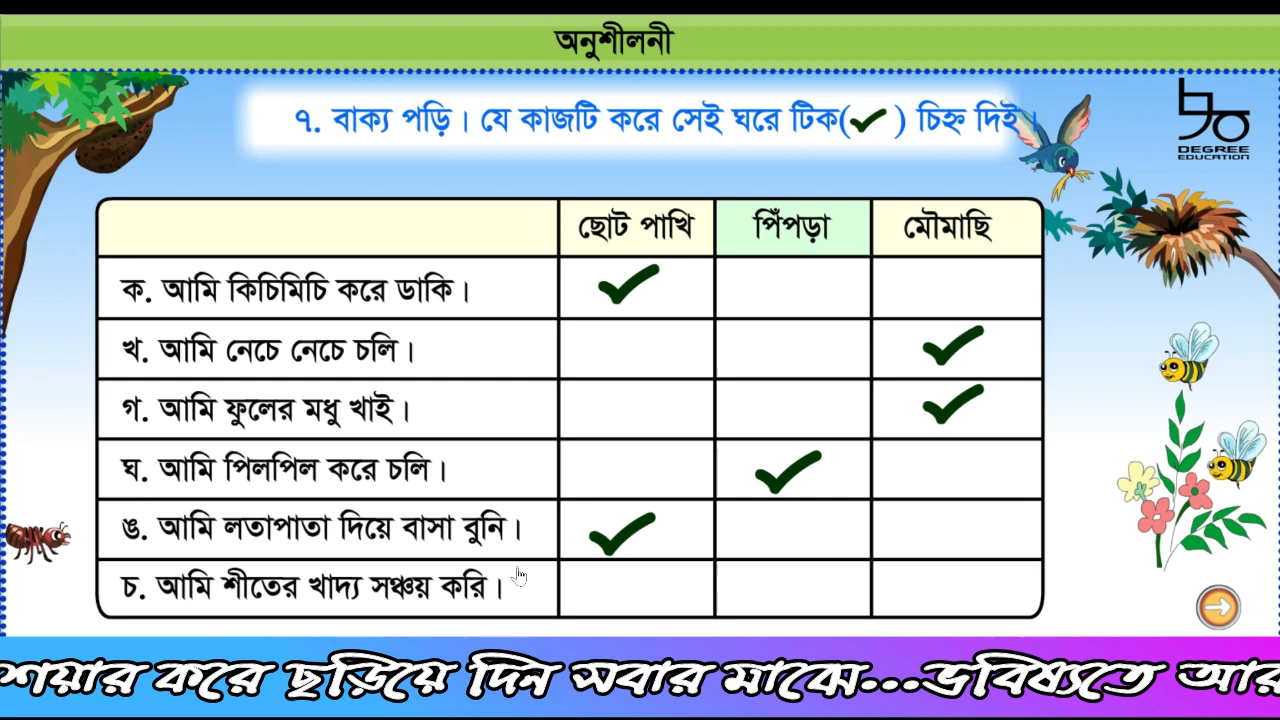 অনুশীলনী
৭. বাক্য পড়ি। যে কাজটি করে সেই ঘরে টিক(✓) চিহ্ন দিই।
DEGREE
EDUCATION
ছোট পাখি পিঁপড়া মৌমাছি
ক. আমি কিচিমিচি করে ডাকি। ✓
খ. আমি নেচে নেচে চলি। ✓
গ. আমি ফুলের মধু খাই। ✓
ঘ. আমি পিলপিল করে চলি। ✓
ঙ. আমি লতাপাতা দিয়ে বাসা বুনি। ✓
চ. আমি শীতের খাদ্য সঞ্চয় করি।
শেয়ার করে ছড়িয়ে দিন সবার মাঝে...ভবিষ্যতে আর